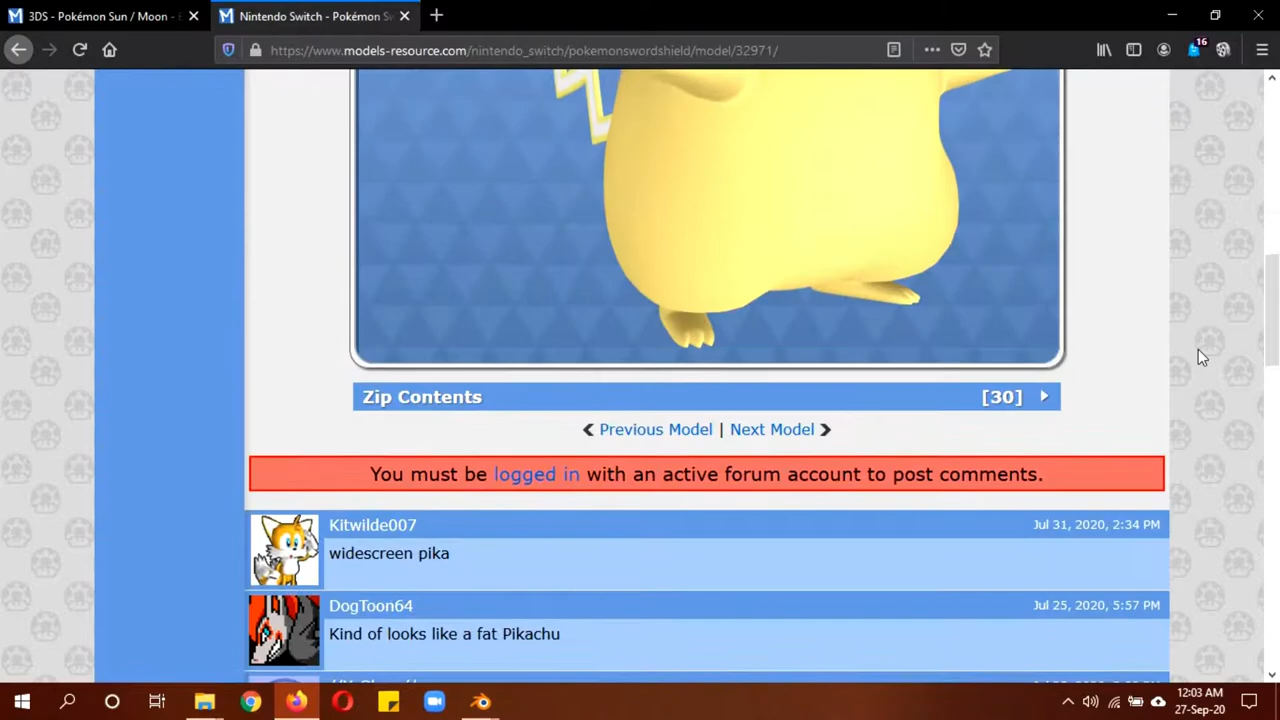 3DS - Pokémon Sun / Moon -
Nintendo Switch - Pokémon Sw
https://www.models-resource.com/nintendo_switch/pokemonswordshield/model/32971/
16
Zip Contents [30]
Previous Model | Next Model
You must be logged in with an active forum account to post comments.
Kitwilde007 Jul 31, 2020, 2:34 PM
widescreen pika
DogToon64 Jul 25, 2020, 5:57 PM
Kind of looks like a fat Pikachu
12:03 AM
27-Sep-20